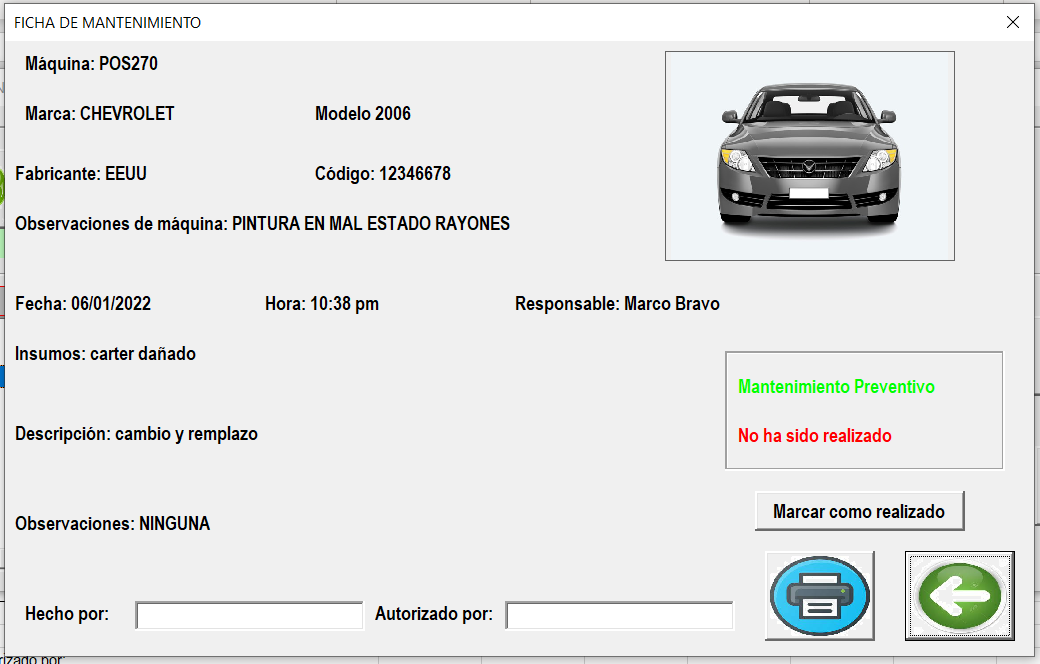 FICHA DE MANTENIMIENTO
Máquina: POS270
Marca: CHEVROLET
Modelo 2006
Fabricante: EEUU
Código: 12346678
Observaciones de máquina: PINTURA EN MAL ESTADO RAYONES
Fecha: 06/01/2022
Hora: 10:38 pm
Responsable: Marco Bravo
Insumos: carter dañado
Mantenimiento Preventivo
No ha sido realizado
Descripción: cambio y remplazo
Marcar como realizado
Observaciones: NINGUNA
Hecho por:
Autorizado por:
rizado por: